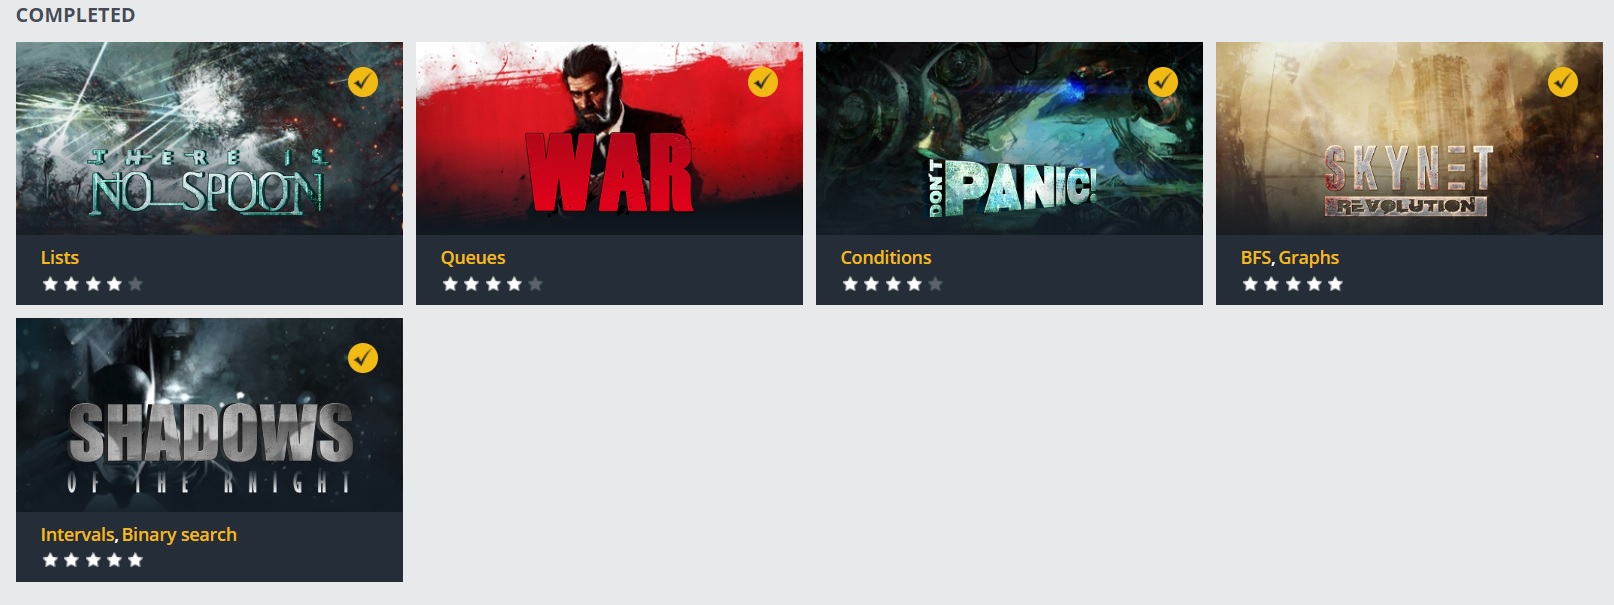 COMPLETED
THERE IS
NO SPOON
Lists
WAR
Queues
DON'T
PANIC!
Conditions
SKYNET
REVOLUTION
BFS, Graphs
SHADOWS
OF THE KNIGHT
Intervals, Binary search